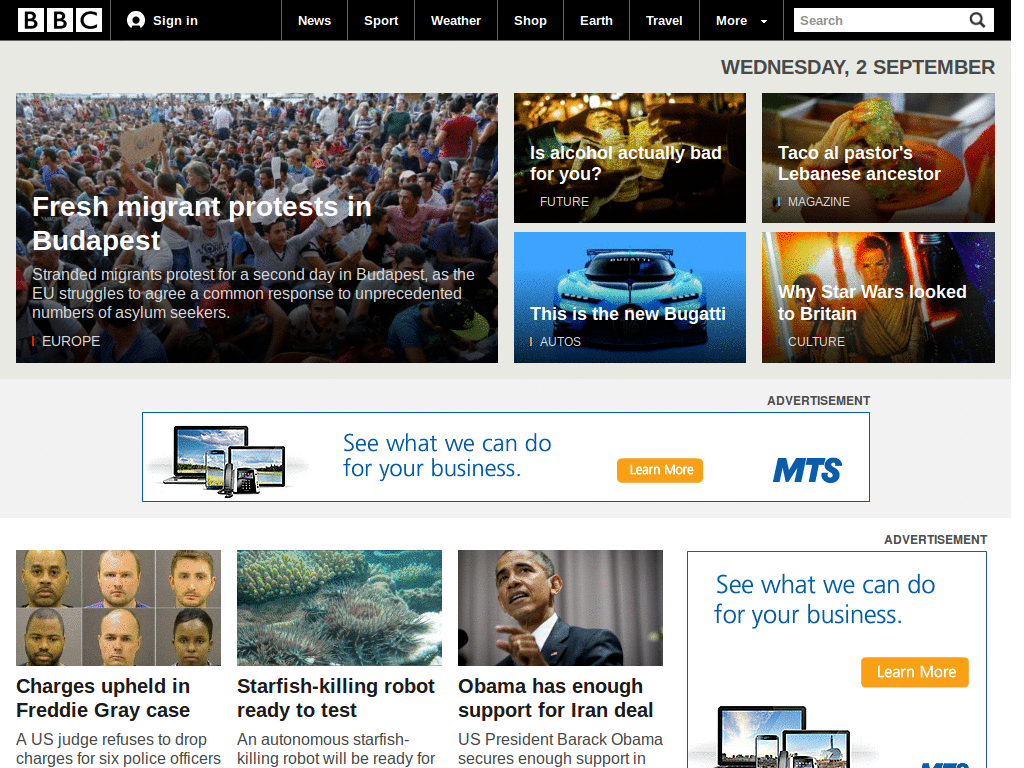 BBC
Sign in
News
Sport
Weather
Shop
Earth
Travel
More
Search
WEDNESDAY, 2 SEPTEMBER
Fresh migrant protests in
Budapest
Stranded migrants protest for a second day in Budapest, as the
EU struggles to agree a common response to unprecedented
numbers of asylum seekers.
EUROPE
Is alcohol actually bad
for you?
FUTURE
Taco al pastor's
Lebanese ancestor
MAGAZINE
BUGATTI
This is the new Bugatti
AUTOS
Why Star Wars looked
to Britain
CULTURE
ADVERTISEMENT
See what we can do
for your business.
Learn More
MTS
Charges upheld in
Freddie Gray case
A US judge refuses to drop
charges for six police officers
Starfish-killing robot
ready to test
An autonomous starfish-
killing robot will be ready for
Obama has enough
support for Iran deal
US President Barack Obama
secures enough support in
ADVERTISEMENT
See what we can do
for your business.
Learn More
MTS